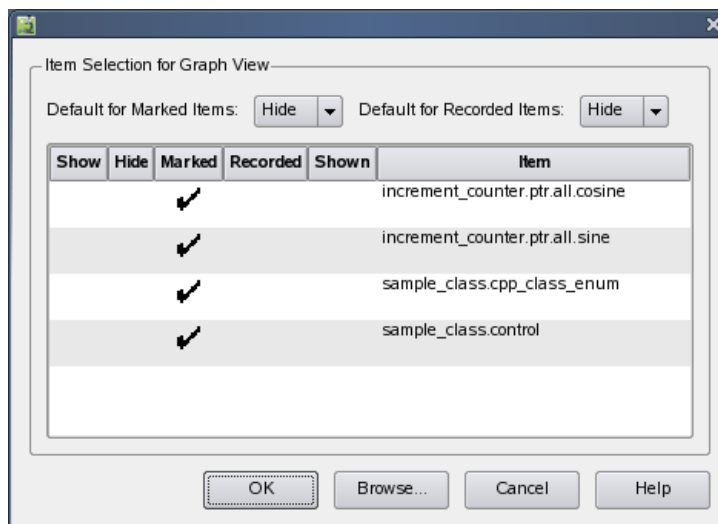 Item Selection for Graph View
Default for Marked Items: Hide Default for Recorded Items: Hide
Show Hide Marked Recorded Shown Item
increment_counter.ptr.all.cosine
increment_counter.ptr.all.sine
sample_class.cpp_class_enum
sample_class.control
OK Browse... Cancel Help